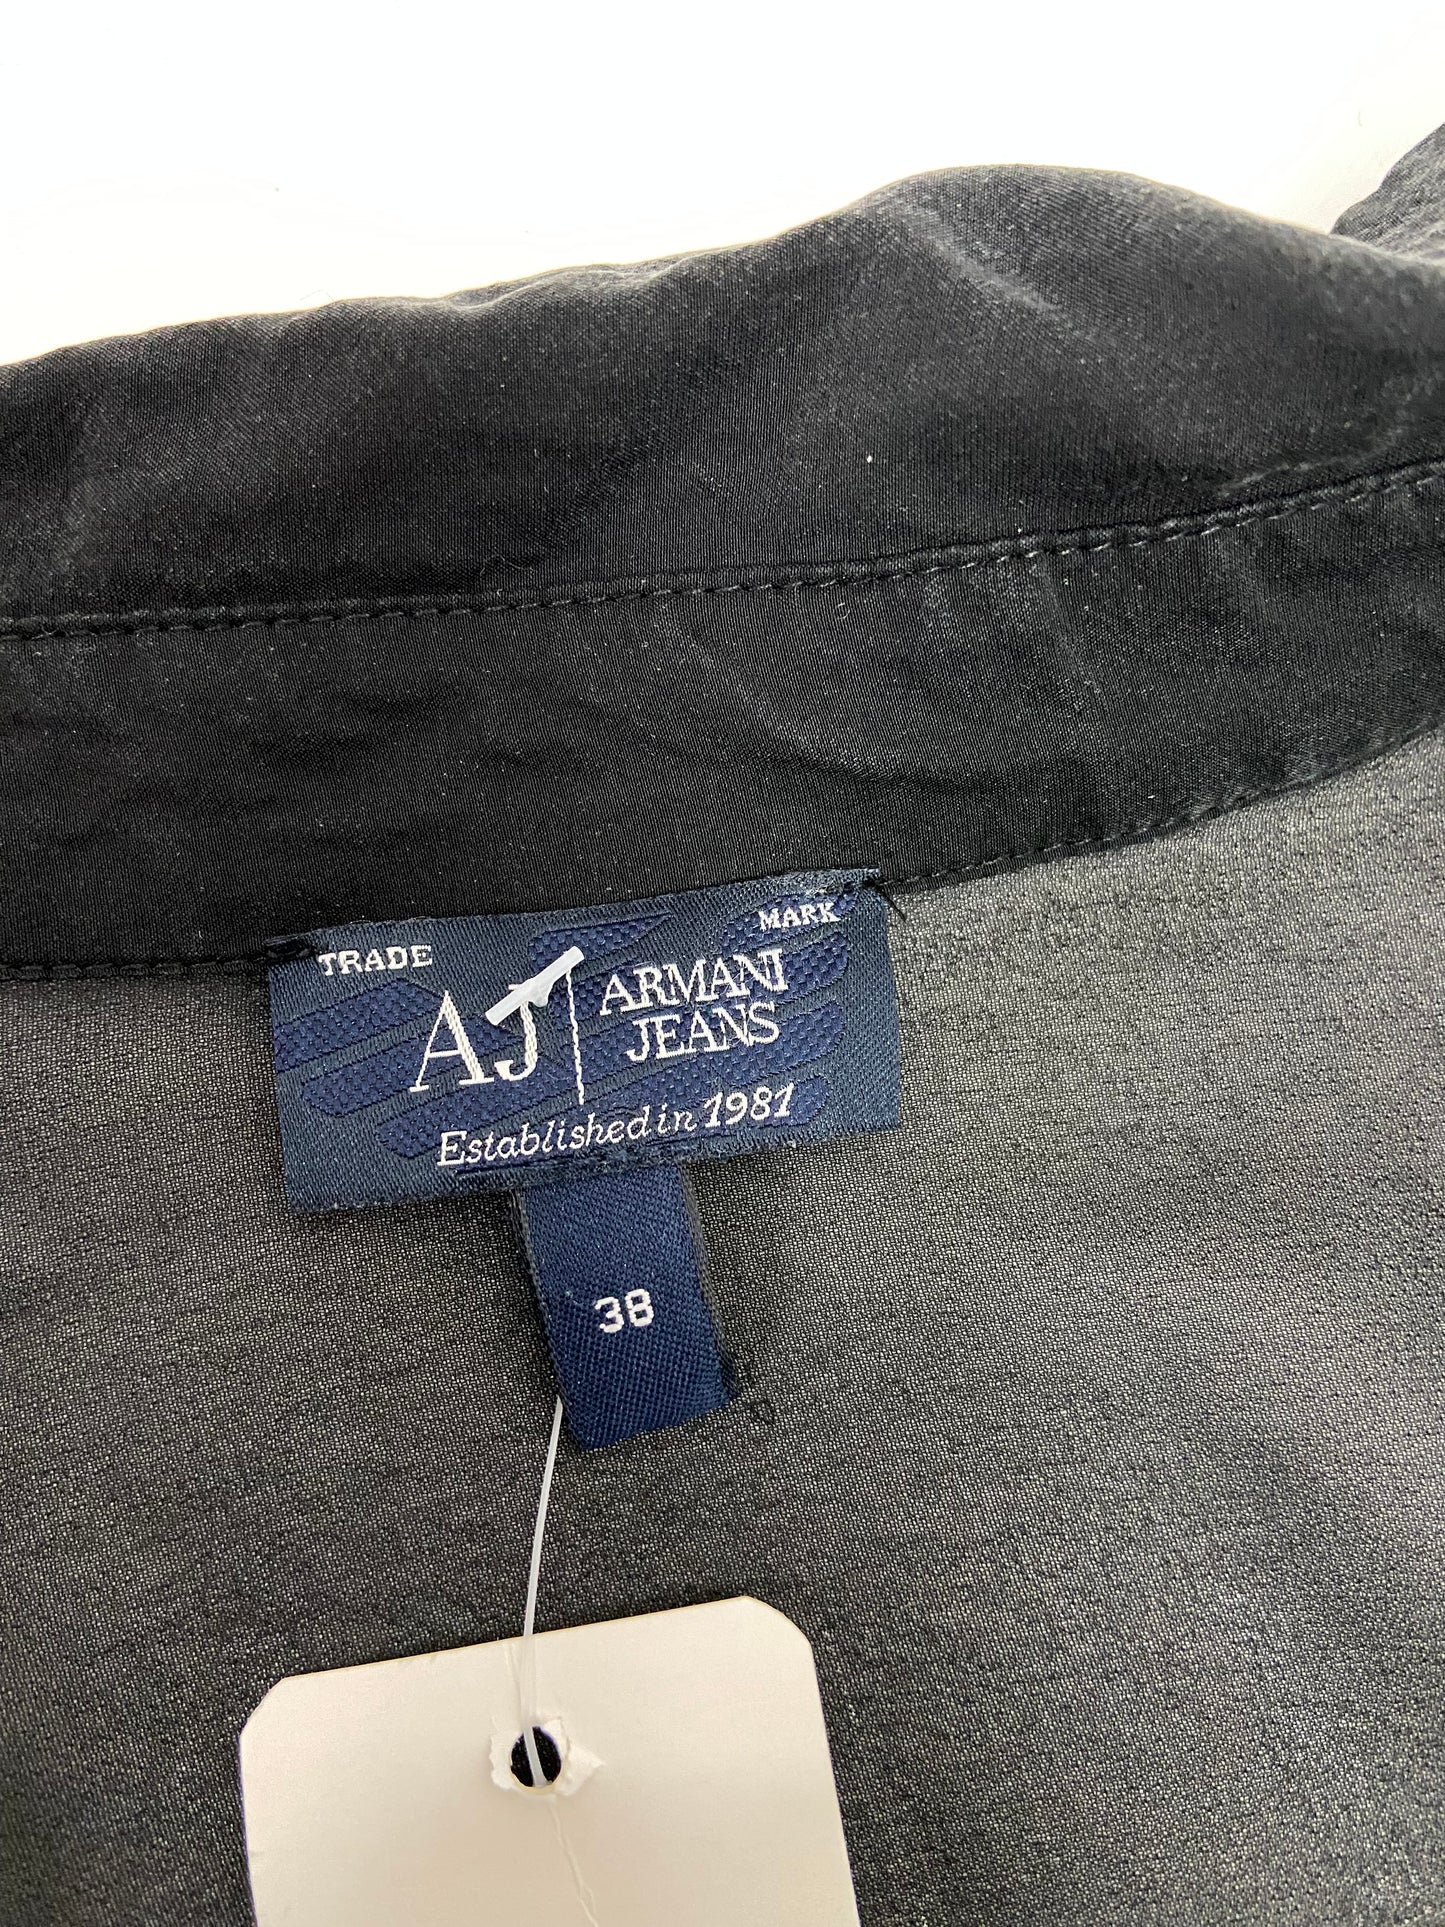 TRADE MARK
AJ ARMANI
JEANS
Established in 1981
38